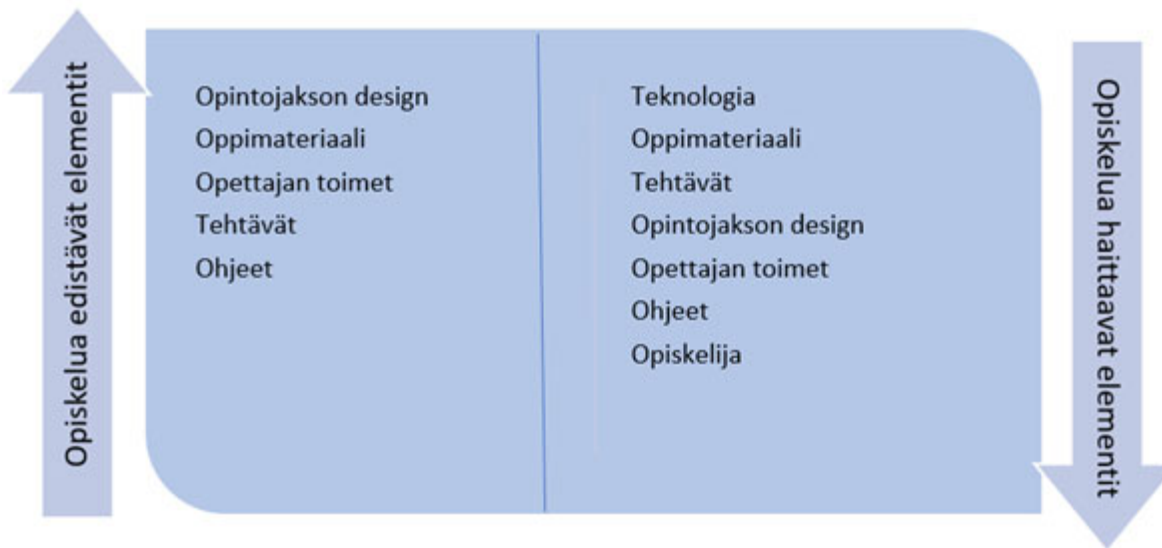 Opiskelua edistävät elementit
Opintojakson design
Oppimateriaali
Opettajan toimet
Tehtävät
Ohjeet
Teknologia
Oppimateriaali
Tehtävät
Opintojakson design
Opettajan toimet
Ohjeet
Opiskelija
Opiskelua haittaavat elementit